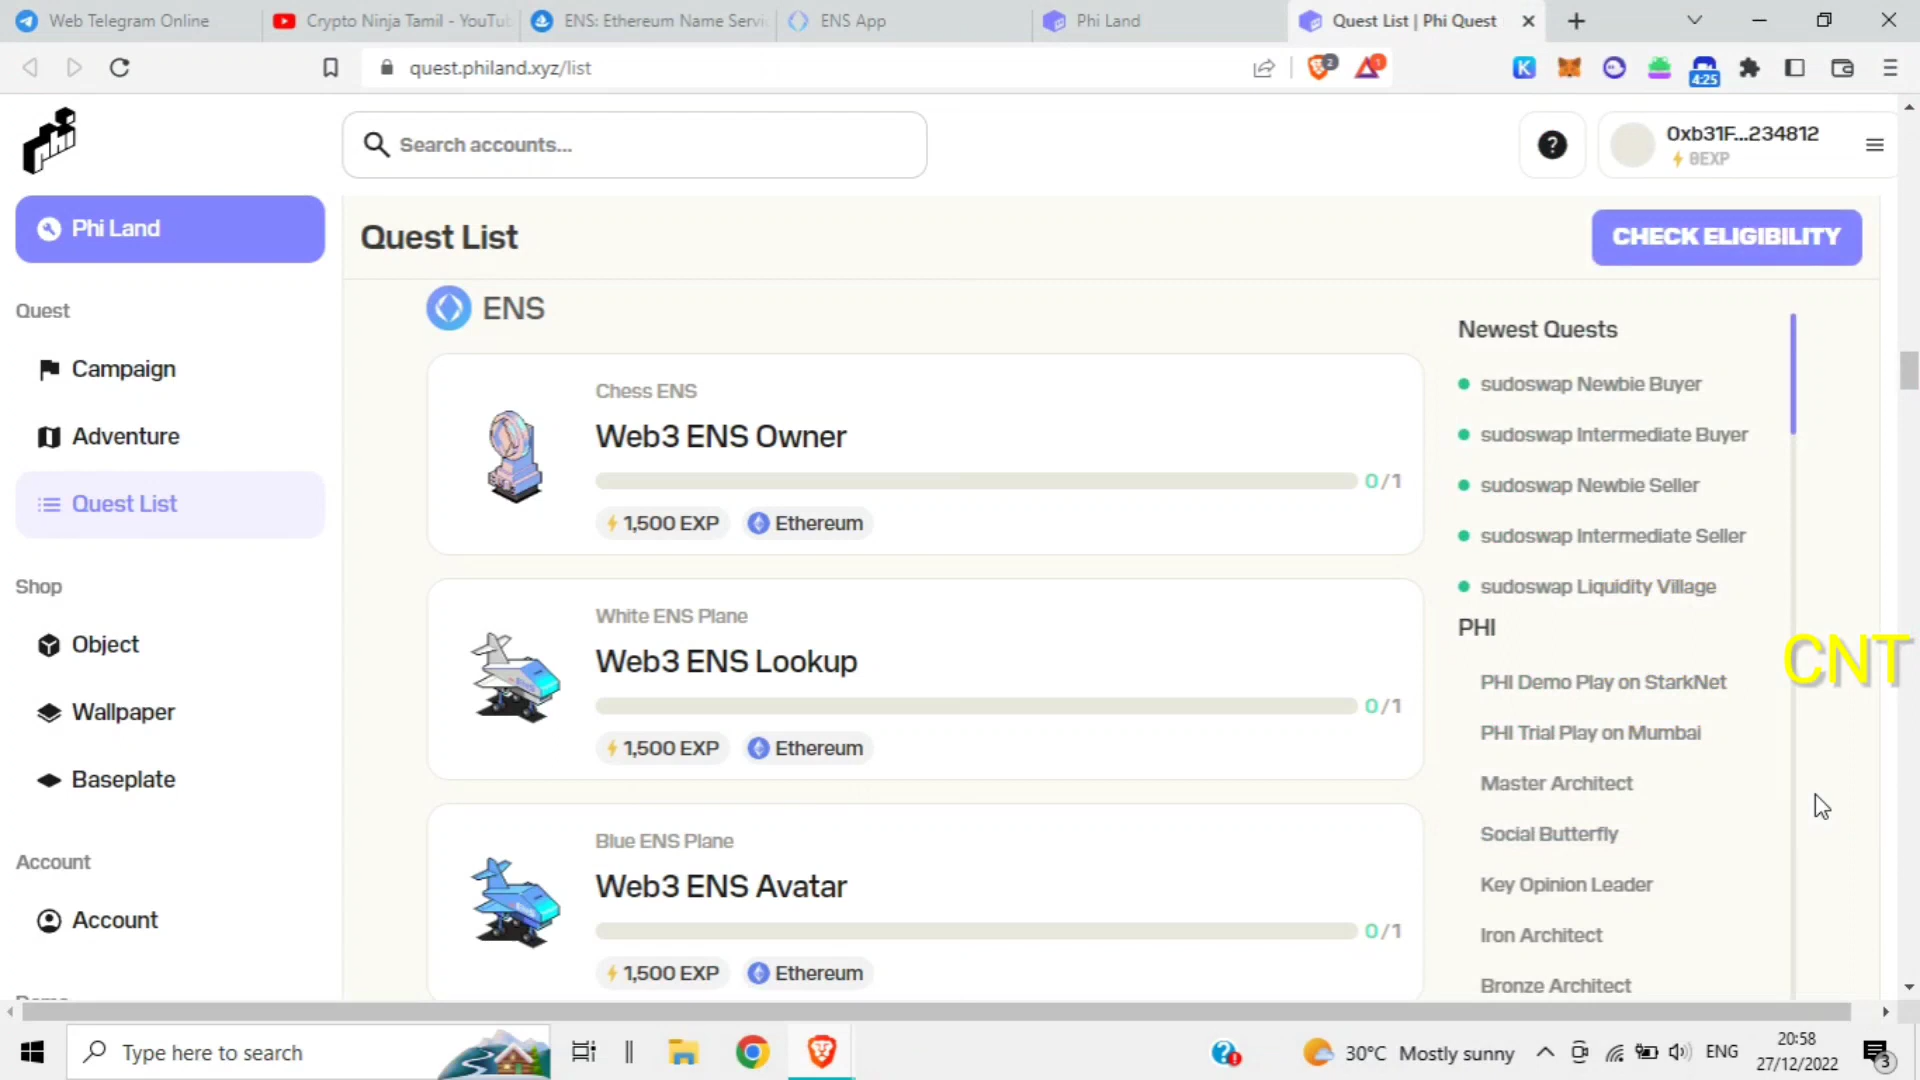 Web Telegram Online
Crypto Ninja Tamil - YouTub
ENS: Ethereum Name Servi
ENS App
Phi Land
Quest List | Phi Quest
quest.philand.xyz/list
2
1
K
4:25
PHI
Search accounts...
?
0xb31F...234812
0EXP
Phi Land
Quest List
CHECK ELIGIBILITY
Quest
Campaign
Adventure
Quest List
Shop
Object
Wallpaper
Baseplate
Account
Account
ENS
Chess ENS
Web3 ENS Owner
0/1
1,500 EXP
Ethereum
White ENS Plane
Web3 ENS Lookup
0/1
1,500 EXP
Ethereum
Blue ENS Plane
Web3 ENS Avatar
0/1
1,500 EXP
Ethereum
Newest Quests
sudoswap Newbie Buyer
sudoswap Intermediate Buyer
sudoswap Newbie Seller
sudoswap Intermediate Seller
sudoswap Liquidity Village
PHI
PHI Demo Play on StarkNet
PHI Trial Play on Mumbai
Master Architect
Social Butterfly
Key Opinion Leader
Iron Architect
Bronze Architect
CNT
Type here to search
30°C Mostly sunny
ENG
20:58
27/12/2022
3